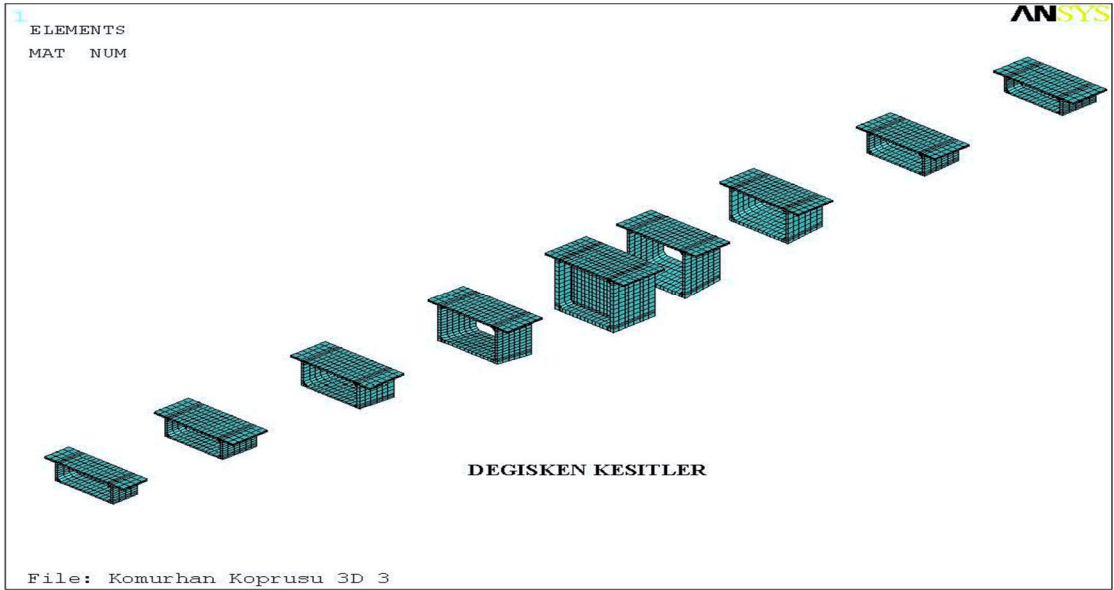 1
ANSYS
ELEMENTS
MAT NUM
DEGISKEN KESITLER
File: Komurhan Koprusu 3D 3